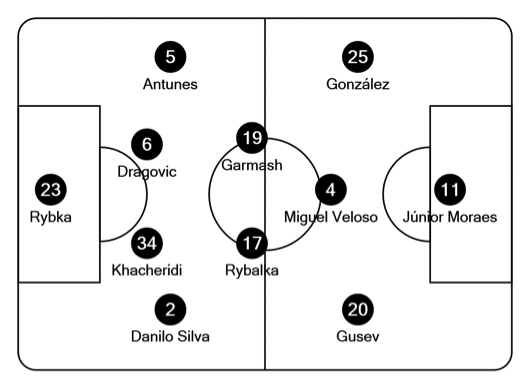 5
Antunes
25
González
6
Dragovic
19
Garmash
23
Rybka
4
Miguel Veloso
11
Júnior Moraes
34
Khacheridi
17
Rybalka
2
Danilo Silva
20
Gusev